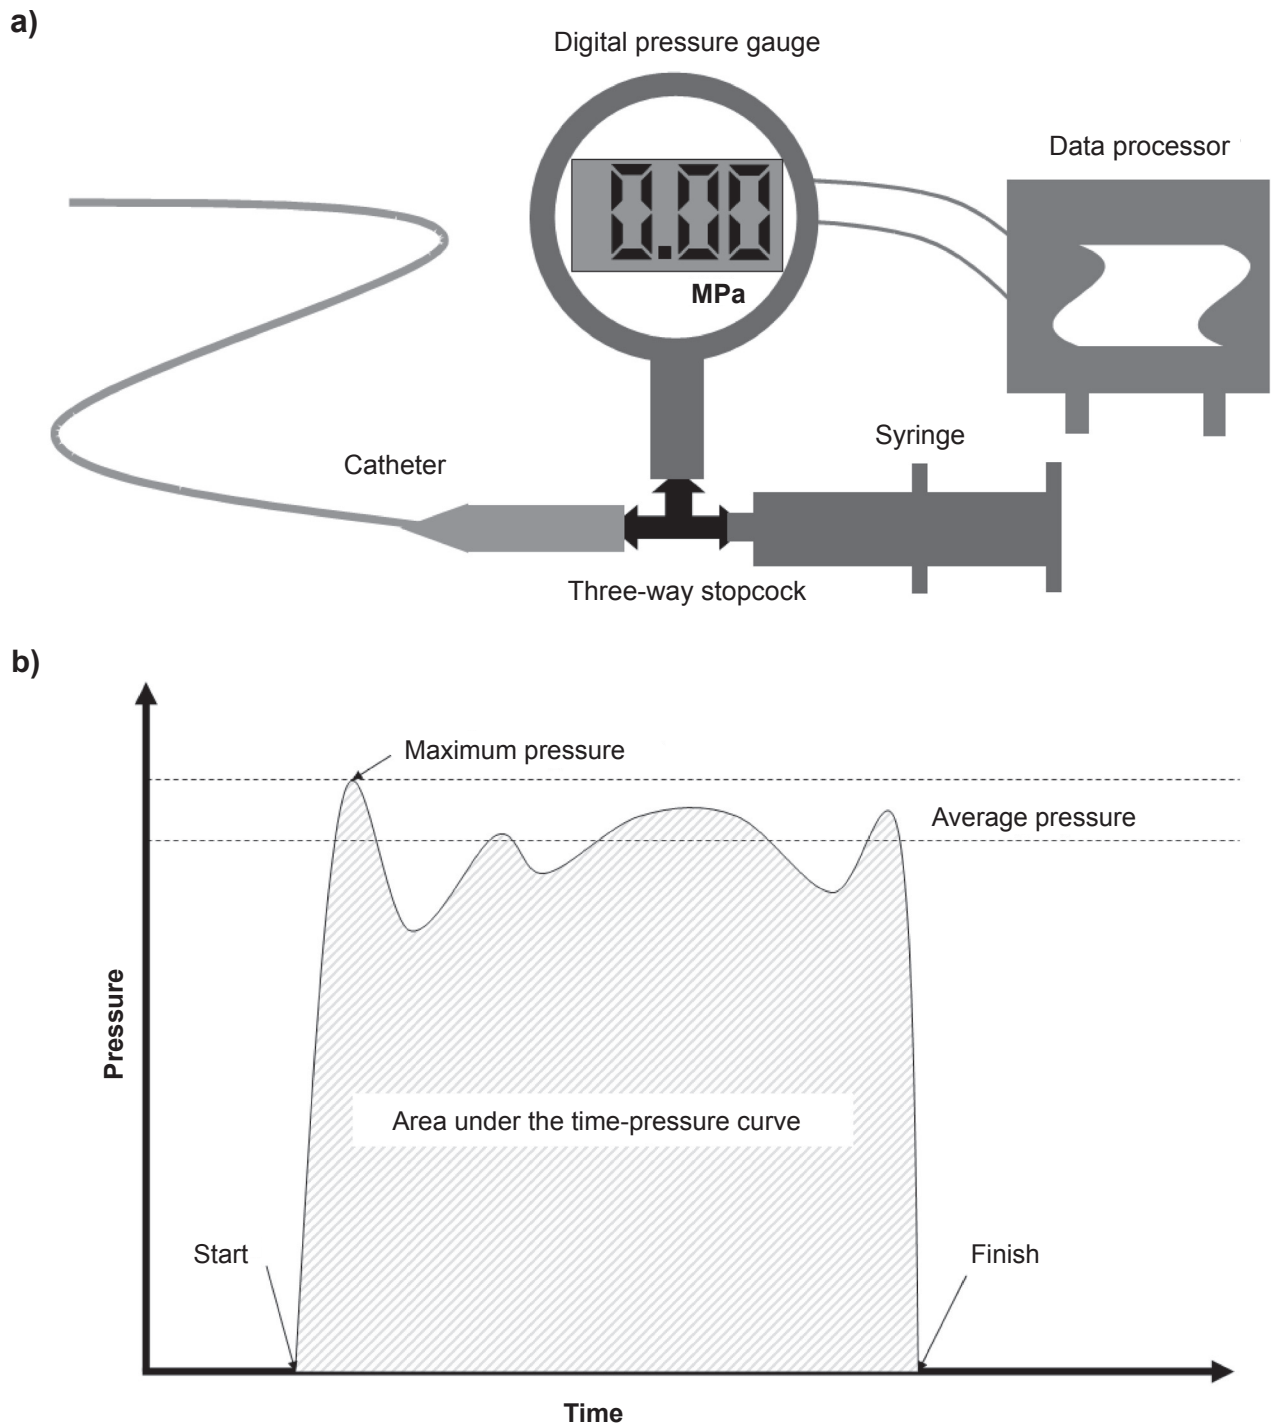 a)
Digital pressure gauge
Data processor
0.00
MPa
Syringe
Catheter
Three-way stopcock
b)
Maximum pressure
Average pressure
Pressure
Area under the time-pressure curve
Start
Finish
Time